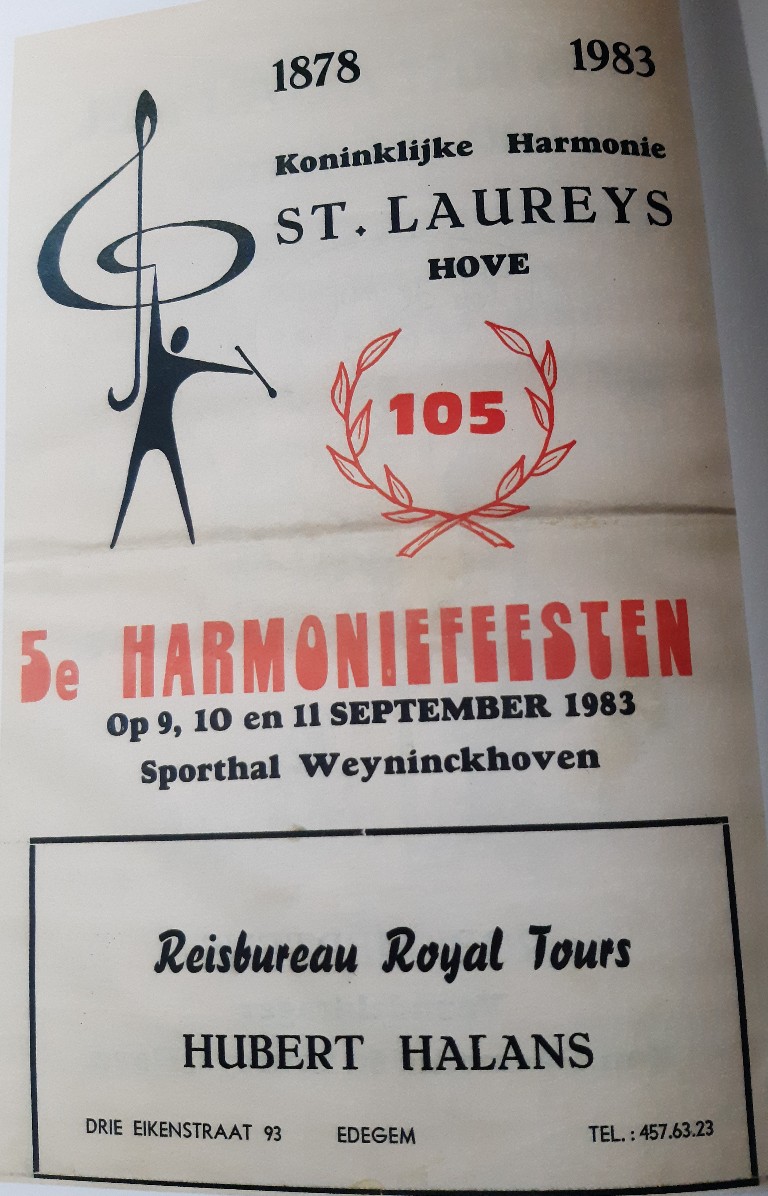 1878 1983
Koninklijke Harmonie
ST. LAUREYS
HOVE
105
5e HARMONIEFEESTEN
Op 9, 10 en 11 SEPTEMBER 1983
Sporthal Weyninckhoven
Reisbureau Royal Tours
HUBERT HALANS
DRIE EIKENSTRAAT 93 EDEGEM TEL.: 457.63.23